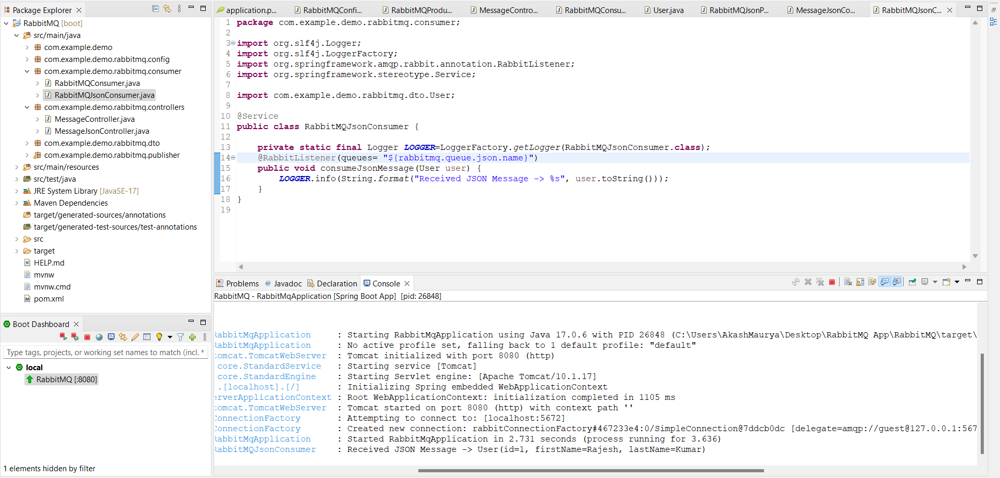 Package Explorer
RabbitMQ [boot]
src/main/java
com.example.demo
com.example.demo.rabbitmq.config
com.example.demo.rabbitmq.consumer
RabbitMQConsumer.java
RabbitMQJsonConsumer.java
com.example.demo.rabbitmq.controllers
MessageController.java
MessageJsonController.java
com.example.demo.rabbitmq.dto
com.example.demo.rabbitmq.publisher
src/main/resources
src/test/java
JRE System Library [JavaSE-17]
Maven Dependencies
target/generated-sources/annotations
target/generated-test-sources/test-annotations
src
target
HELP.md
mvnw
mvnw.cmd
pom.xml
Boot Dashboard
Type tags, projects, or working set names to match (incl. *
local
RabbitMQ [:8080]
1 elements hidden by filter
application.p... RabbitMQConfi... RabbitMQProdu... MessageContro... RabbitMQConsu... User.java RabbitMQJsonP... MessageJsonCo... RabbitMQJsonC...
1 package com.example.demo.rabbitmq.consumer;
2
3 import org.slf4j.Logger;
4 import org.slf4j.LoggerFactory;
5 import org.springframework.amqp.rabbit.annotation.RabbitListener;
6 import org.springframework.stereotype.Service;
7
8 import com.example.demo.rabbitmq.dto.User;
9
10 @Service
11 public class RabbitMQJsonConsumer {
12
13 private static final Logger LOGGER=LoggerFactory.getLogger(RabbitMQJsonConsumer.class);
14 @RabbitListener(queues= "${rabbitmq.queue.json.name}")
15 public void consumeJsonMessage(User user) {
16 LOGGER.info(String.format("Received JSON Message -> %s", user.toString()));
17 }
18 }
19
Problems @ Javadoc Declaration Console
RabbitMQ - RabbitMqApplication [Spring Boot App] [pid: 26848]
RabbitMqApplication : Starting RabbitMqApplication using Java 17.0.6 with PID 26848 (C:\Users\AkashMaurya\Desktop\RabbitMQ App\RabbitMQ\target\
RabbitMqApplication : No active profile set, falling back to 1 default profile: "default"
tomcat.TomcatWebServer : Tomcat initialized with port 8080 (http)
.core.StandardService : Starting service [Tomcat]
.core.StandardEngine : Starting Servlet engine: [Apache Tomcat/10.1.17]
.[localhost].[/] : Initializing Spring embedded WebApplicationContext
erverApplicationContext : Root WebApplicationContext: initialization completed in 1105 ms
tomcat.TomcatWebServer : Tomcat started on port 8080 (http) with context path ''
ConnectionFactory : Attempting to connect to: [localhost:5672]
ConnectionFactory : Created new connection: rabbitConnectionFactory#467233e4:0/SimpleConnection@7ddcb0dc [delegate=amqp://guest@127.0.0.1:567
RabbitMqApplication : Started RabbitMqApplication in 2.731 seconds (process running for 3.636)
RabbitMQJsonConsumer : Received JSON Message -> User(id=1, firstName=Rajesh, lastName=Kumar)